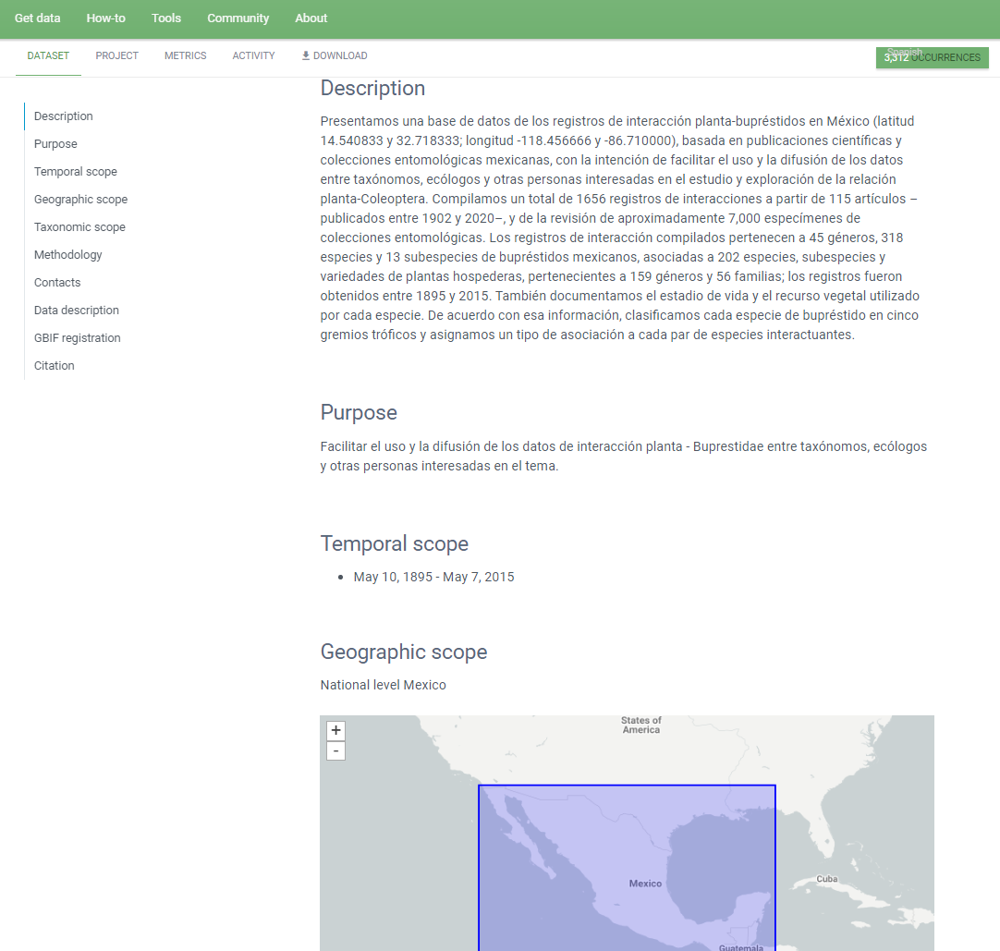 Get data How-to Tools Community About
DATASET PROJECT METRICS ACTIVITY DOWNLOAD
Spanish
3,312 OCCURRENCES
Description
Purpose
Temporal scope
Geographic scope
Taxonomic scope
Methodology
Contacts
Data description
GBIF registration
Citation
Description
Presentamos una base de datos de los registros de interacción planta-bupréstidos en México (latitud
14.540833 y 32.718333; longitud -118.456666 y -86.710000), basada en publicaciones científicas y
colecciones entomológicas mexicanas, con la intención de facilitar el uso y la difusión de los datos
entre taxónomos, ecólogos y otras personas interesadas en el estudio y exploración de la relación
planta-Coleoptera. Compilamos un total de 1656 registros de interacciones a partir de 115 artículos –
publicados entre 1902 y 2020–, y de la revisión de aproximadamente 7,000 especímenes de
colecciones entomológicas. Los registros de interacción compilados pertenecen a 45 géneros, 318
especies y 13 subespecies de bupréstidos mexicanos, asociadas a 202 especies, subespecies y
variedades de plantas hospederas, pertenecientes a 159 géneros y 56 familias; los registros fueron
obtenidos entre 1895 y 2015. También documentamos el estadio de vida y el recurso vegetal utilizado
por cada especie. De acuerdo con esa información, clasificamos cada especie de bupréstido en cinco
gremios tróficos y asignamos un tipo de asociación a cada par de especies interactuantes.
Purpose
Facilitar el uso y la difusión de los datos de interacción planta - Buprestidae entre taxónomos, ecólogos
y otras personas interesadas en el tema.
Temporal scope
May 10, 1895 - May 7, 2015
Geographic scope
National level Mexico
+
-
States of
America
Mexico
Cuba
Guatemala